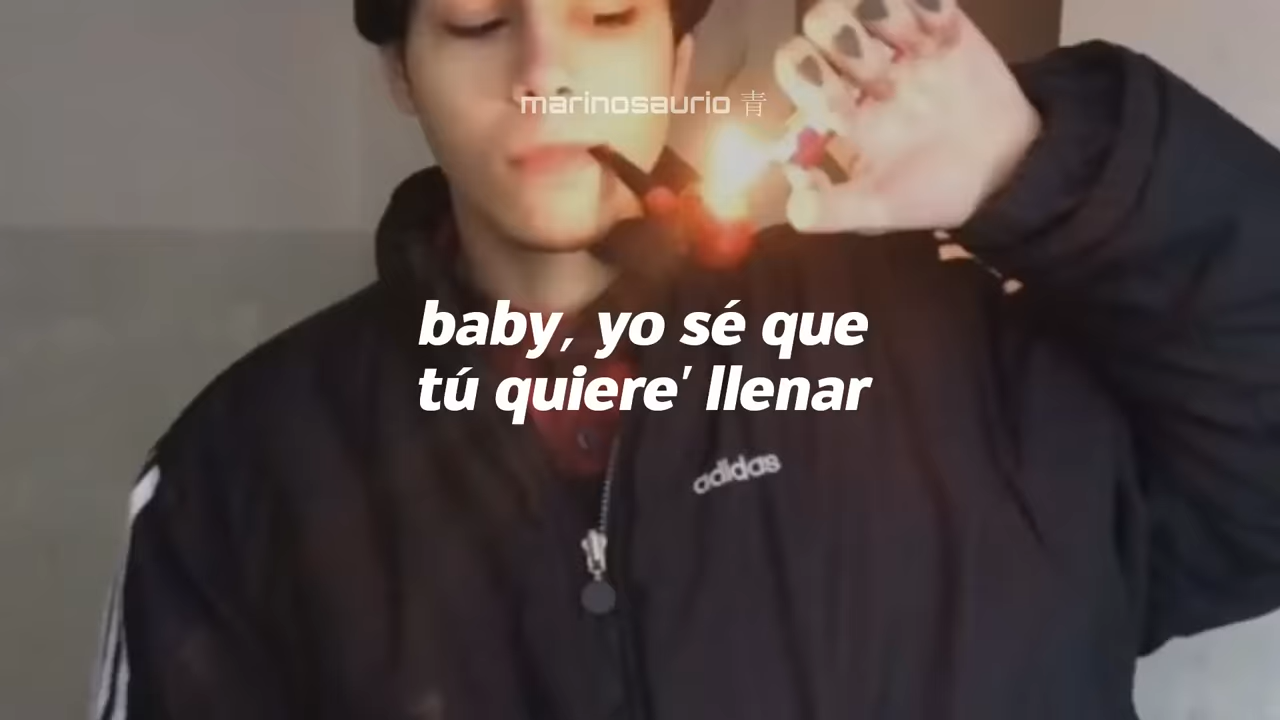 marinosaurio 青
baby, yo sé que
tú quiere' llenar
adidas